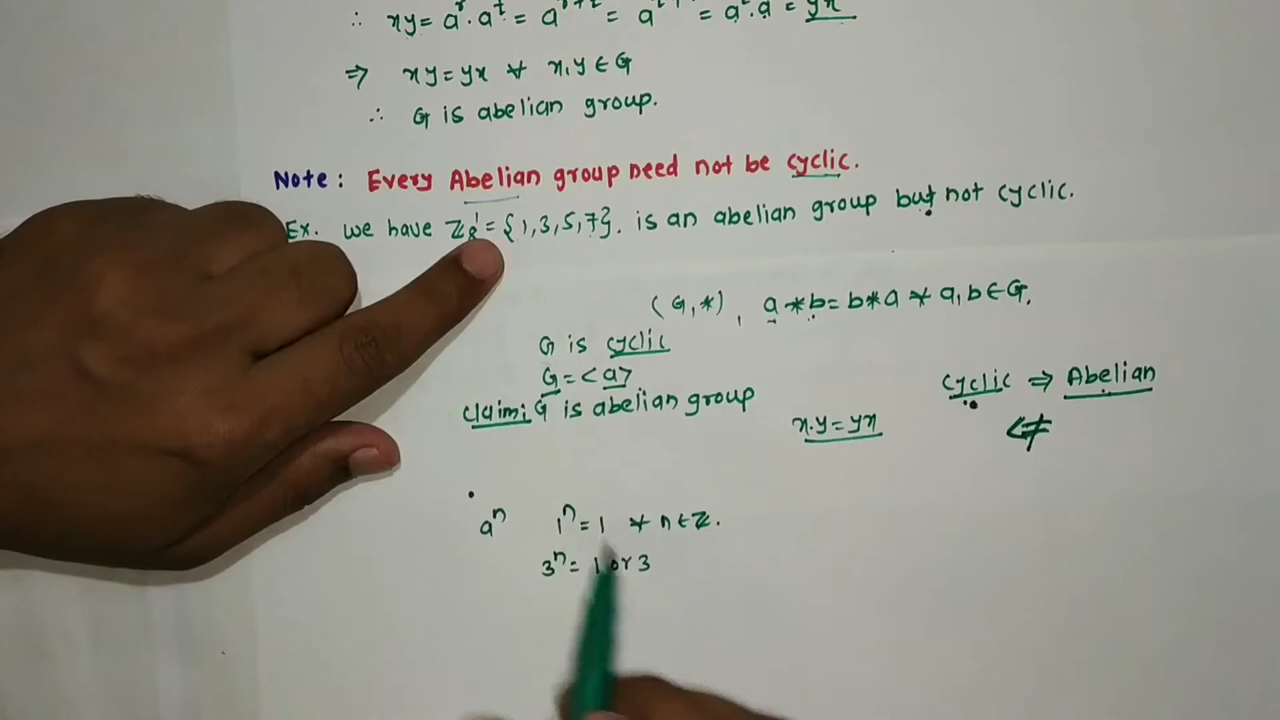 ∴ xy = a^r . a^t = a^r+t = a^t+r = a^t . a^r = yx
⇒ xy = yx ∀ x, y ∈ G
∴ G is abelian group.
Note: Every Abelian group need not be cyclic.
Ex. we have ℤ8' = {1,3,5,7}. is an abelian group but not cyclic.
(G,*), a*b = b*a ∀ a,b ∈ G.
G is cyclic
G = <a>
Cyclic ⇒ Abelian
claim: G is abelian group
x.y = yx
⇍
a^n 1^n = 1 ∀ n ∈ ℤ.
3^n = 1 or 3